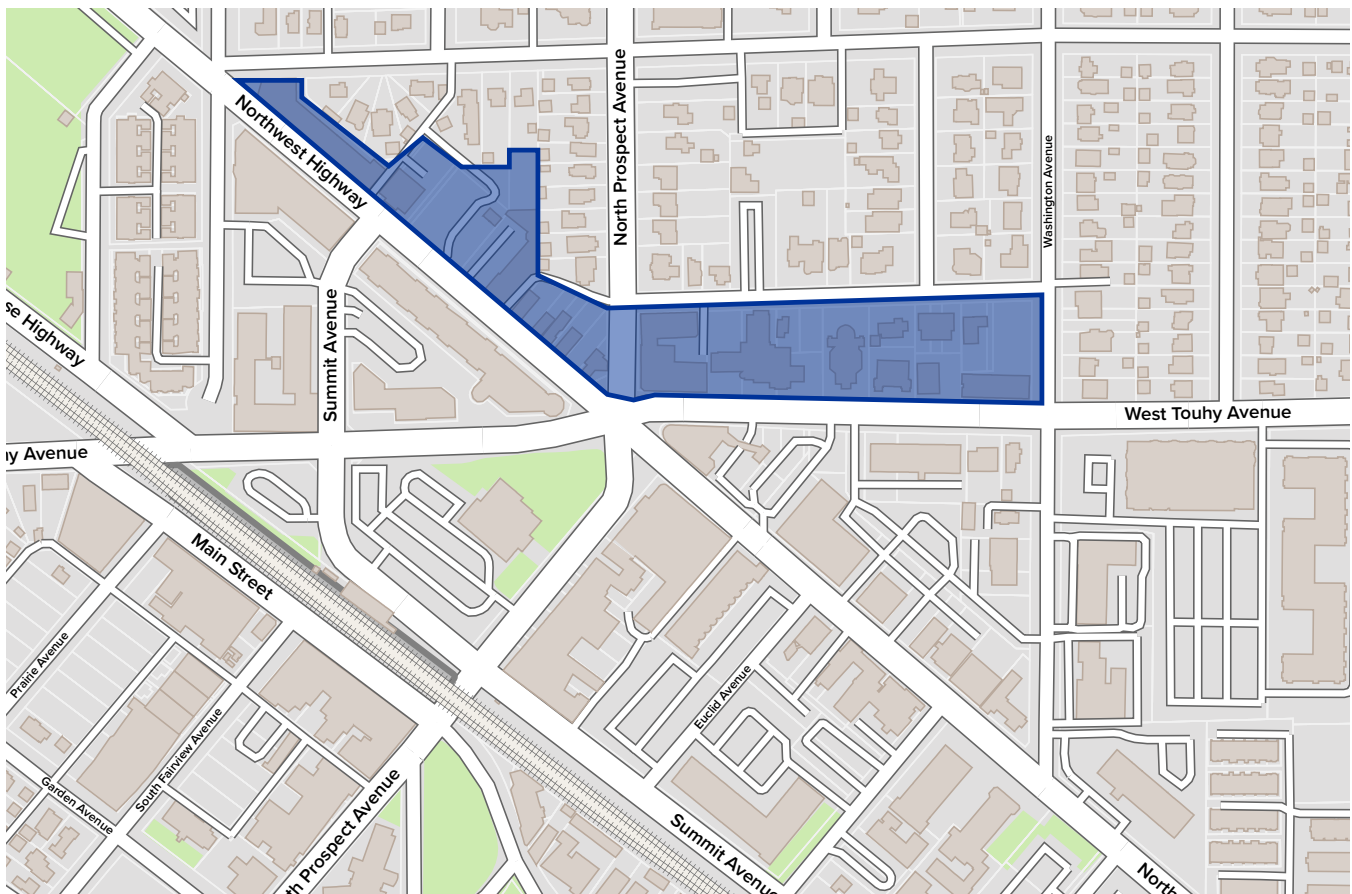 Northwest Highway
North Prospect Avenue
Washington Avenue
Summit Avenue
se Highway
West Touhy Avenue
y Avenue
Main Street
Prairie Avenue
South Fairview Avenue
Euclid Avenue
Garden Avenue
th Prospect Avenue
Summit Avenue
North